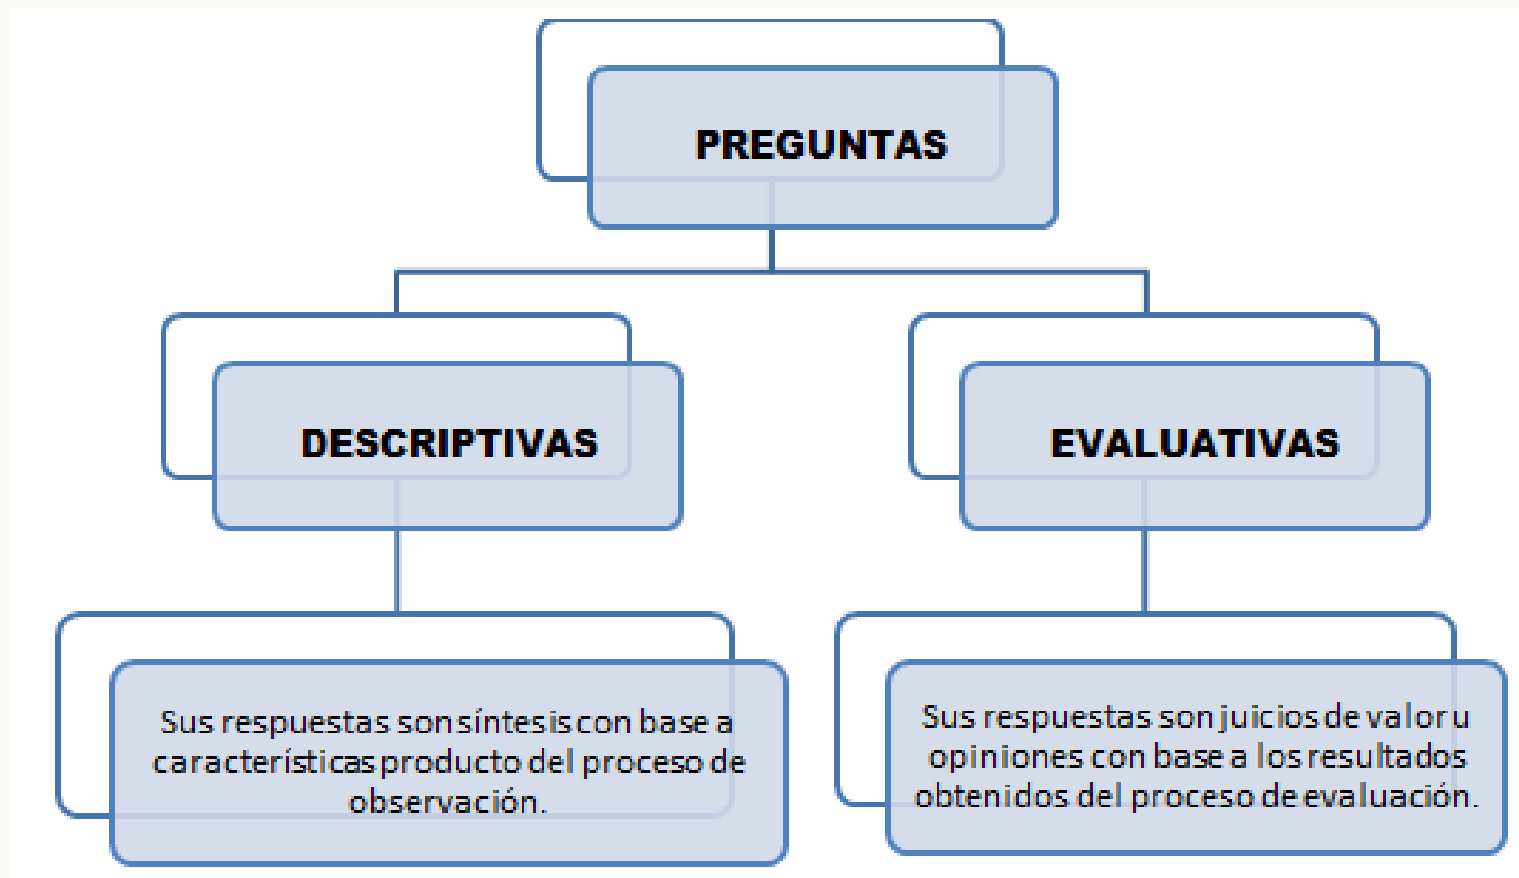 PREGUNTAS
DESCRIPTIVAS
EVALUATIVAS
Sus respuestas son síntesis con base a
características producto del proceso de
observación.
Sus respuestas son juicios de valor u
opiniones con base a los resultados
obtenidos del proceso de evaluación.